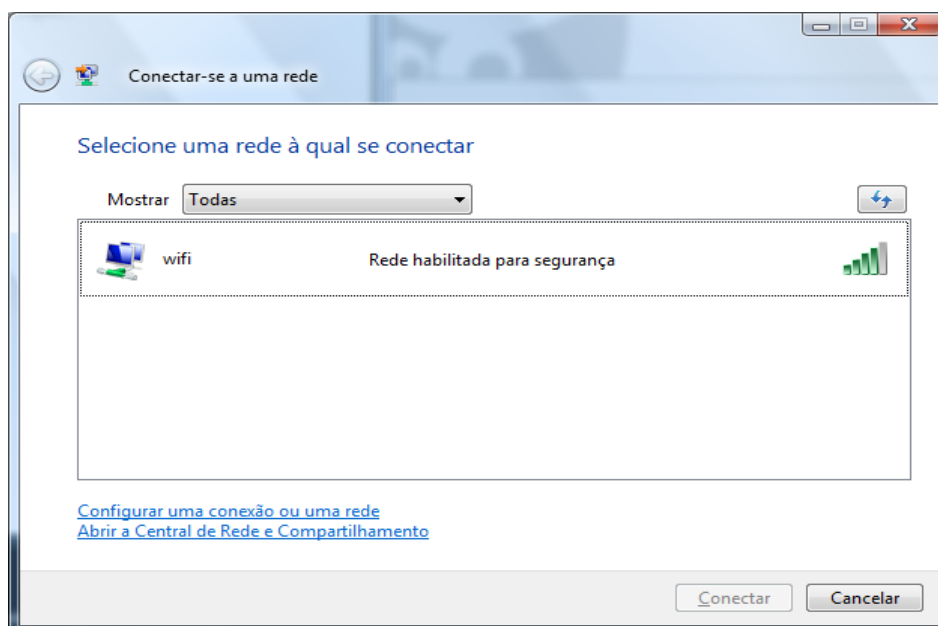 Conectar-se a uma rede
Selecione uma rede à qual se conectar
Mostrar Todas
wifi Rede habilitada para segurança
Configurar uma conexão ou uma rede
Abrir a Central de Rede e Compartilhamento
Conectar Cancelar